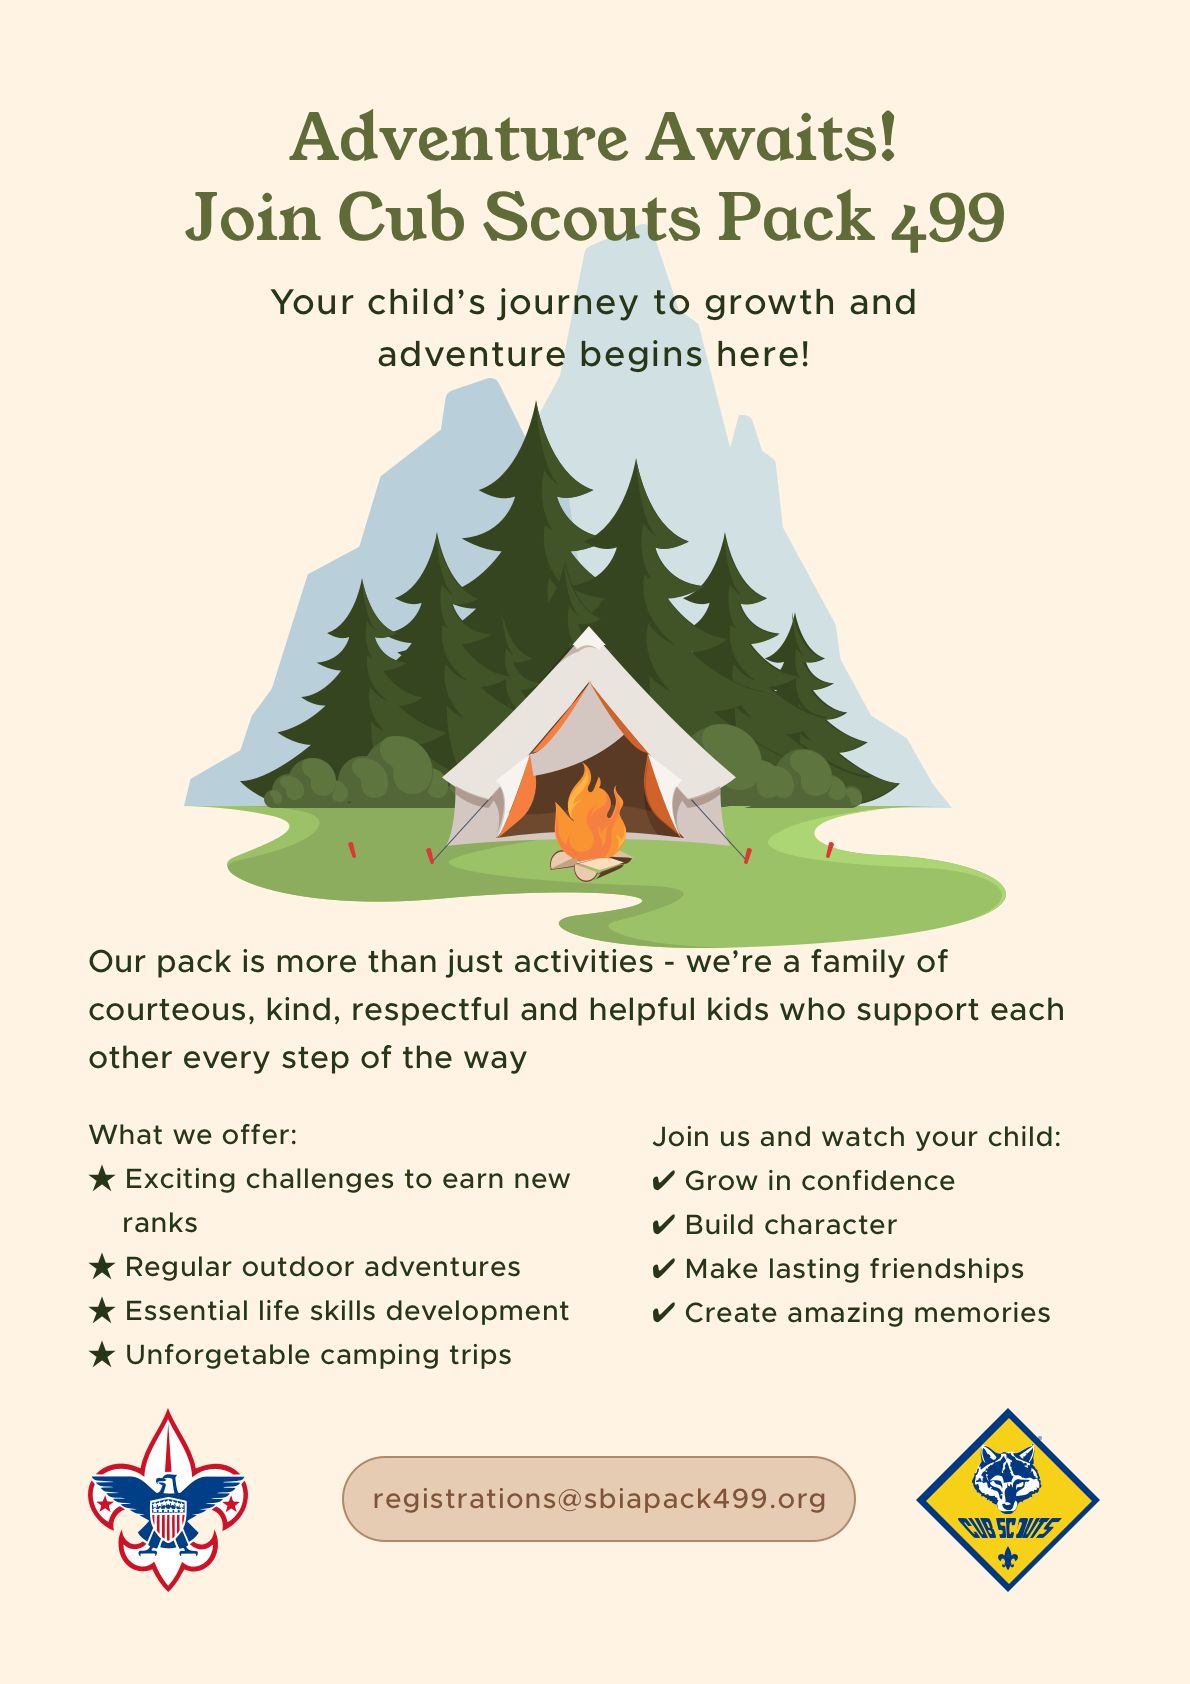 Adventure Awaits!
Join Cub Scouts Pack 499
Your child’s journey to growth and
adventure begins here!
Our pack is more than just activities - we’re a family of
courteous, kind, respectful and helpful kids who support each
other every step of the way
What we offer:
★ Exciting challenges to earn new
ranks
★ Regular outdoor adventures
★ Essential life skills development
★ Unforgetable camping trips
Join us and watch your child:
✔ Grow in confidence
✔ Build character
✔ Make lasting friendships
✔ Create amazing memories
registrations@sbiapack499.org
CUB SCOUTS